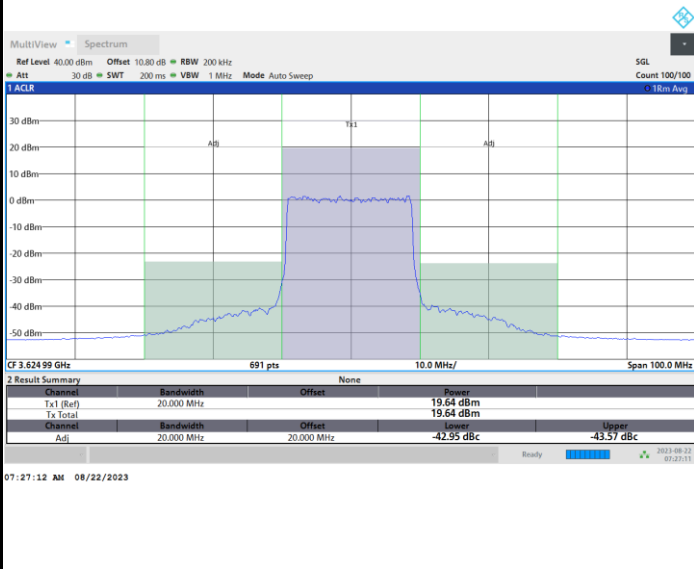 MultiView Spectrum
Ref Level 40.00 dBm Offset 10.80 dB RBW 200 kHz SGL
Att 30 dB SWT 200 ms VBW 1 MHz Mode Auto Sweep Count 100/100
1 ACLR 1Rm Avg
30 dBm
Tx1
20 dBm
Adj Adj
10 dBm
0 dBm
-10 dBm
-20 dBm
-30 dBm
-40 dBm
-50 dBm
CF 3.624 99 GHz 691 pts 10.0 MHz/ Span 100.0 MHz
2 Result Summary None
Channel Bandwidth Offset Power
Tx1 (Ref) 20.000 MHz 19.64 dBm
Tx Total 19.64 dBm
Channel Bandwidth Offset Lower Upper
Adj 20.000 MHz 20.000 MHz -42.95 dBc -43.57 dBc
Ready 2023-08-22
07:27:11
07:27:12 AM 08/22/2023